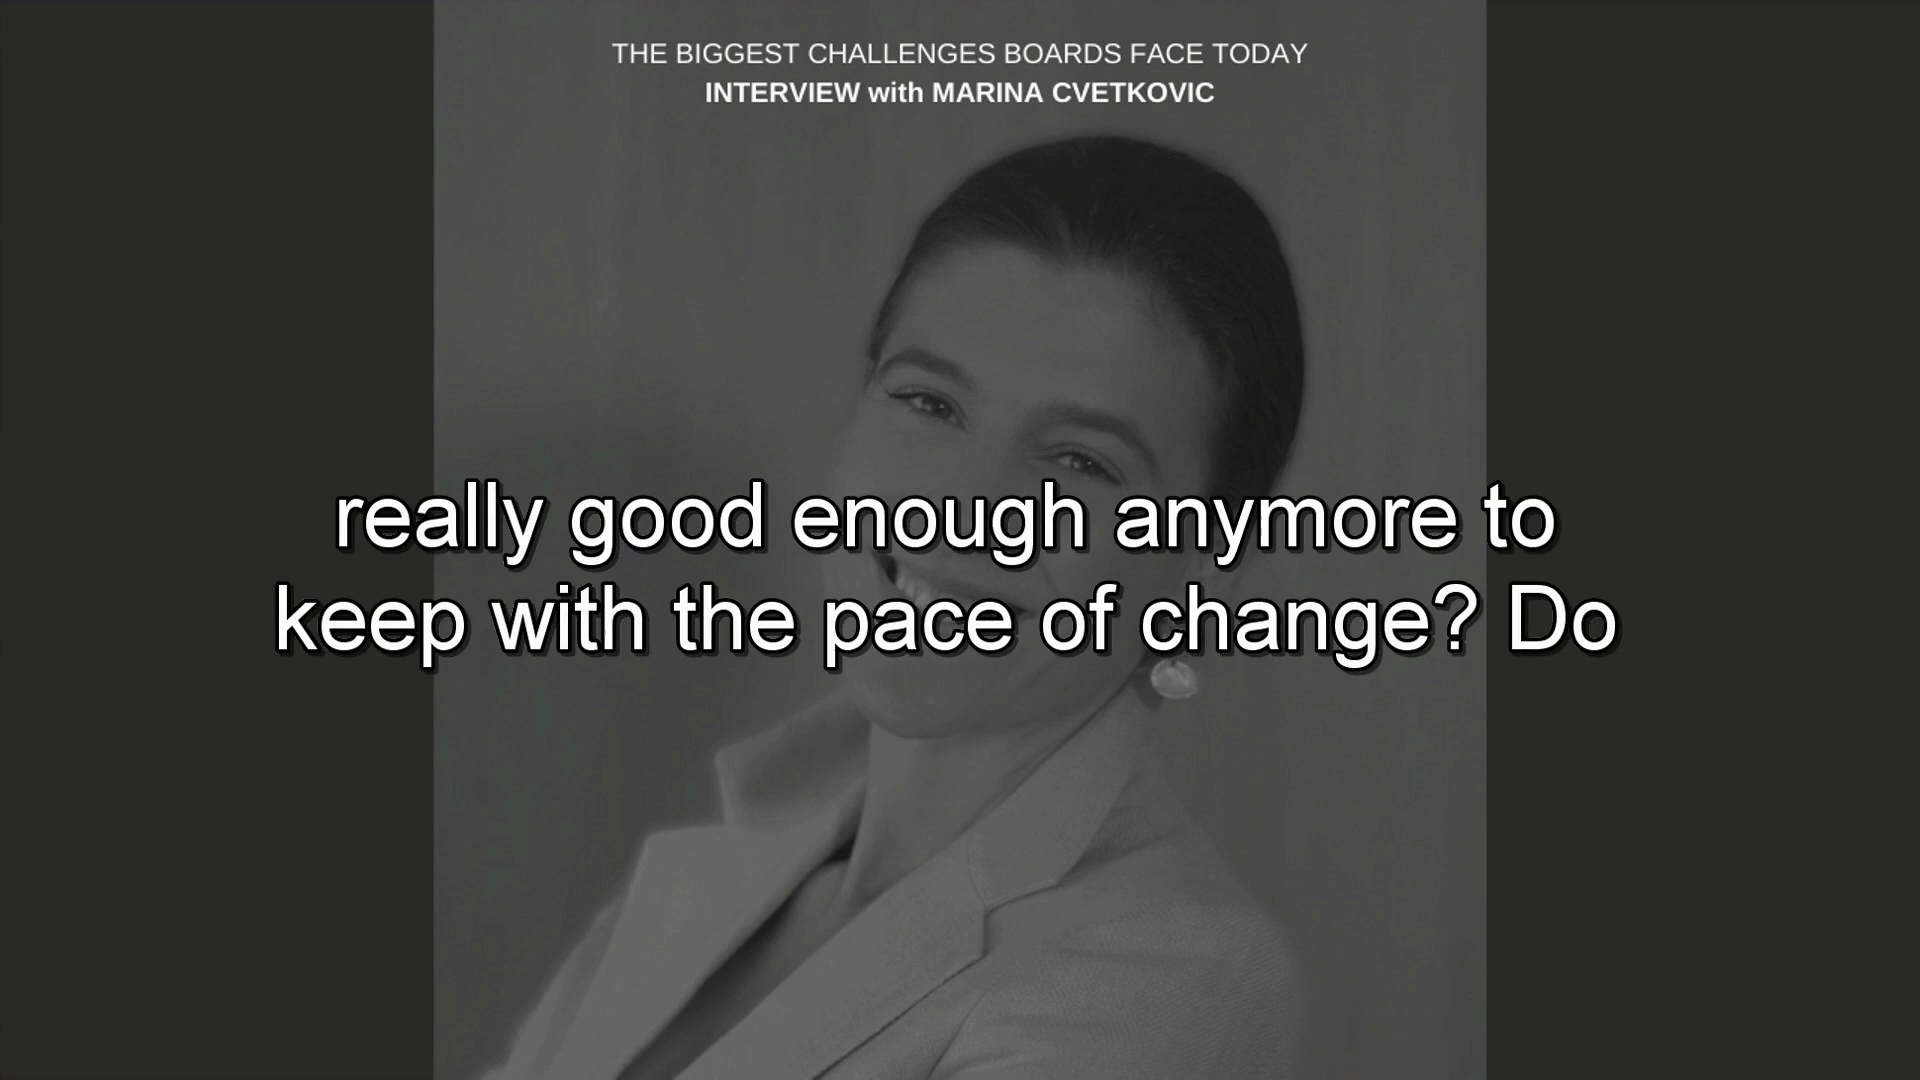 THE BIGGEST CHALLENGES BOARDS FACE TODAY
INTERVIEW with MARINA CVETKOVIC
really good enough anymore to
keep with the pace of change? Do